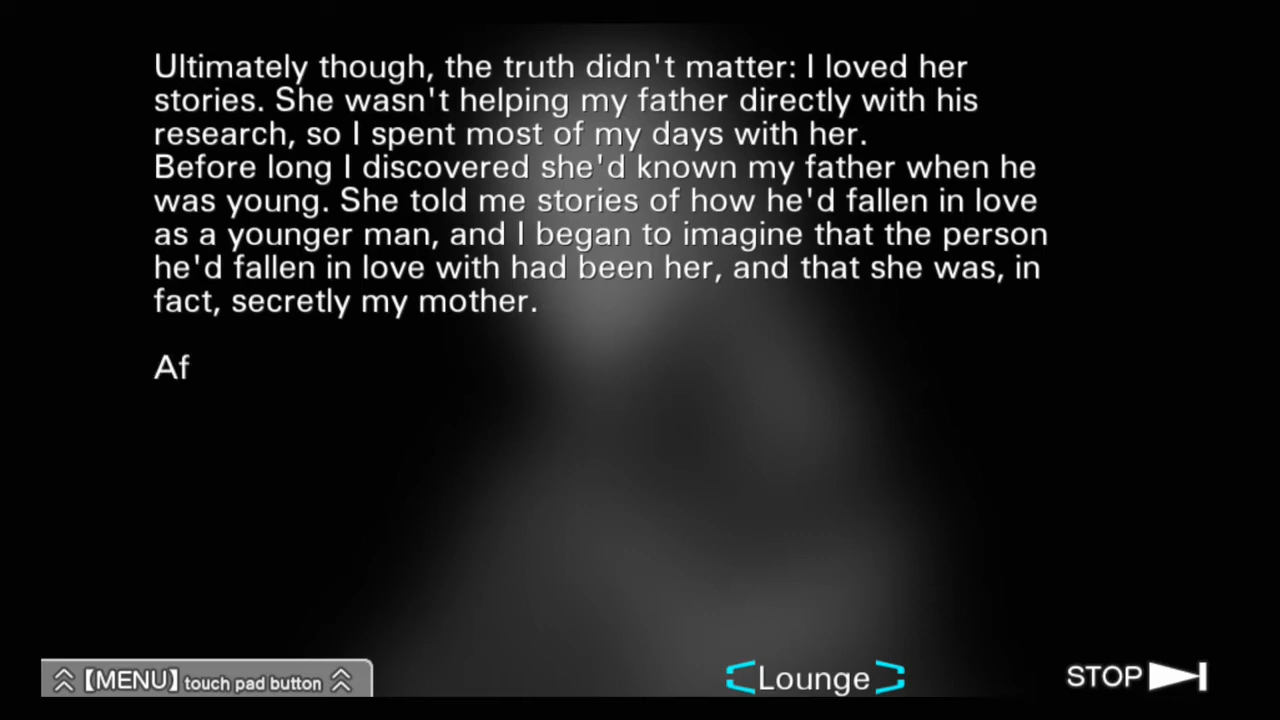 Ultimately though, the truth didn't matter: I loved her
stories. She wasn't helping my father directly with his
research, so I spent most of my days with her.
Before long I discovered she'd known my father when he
was young. She told me stories of how he'd fallen in love
as a younger man, and I began to imagine that the person
he'd fallen in love with had been her, and that she was, in
fact, secretly my mother.
Af
【MENU】 touch pad button
Lounge
STOP